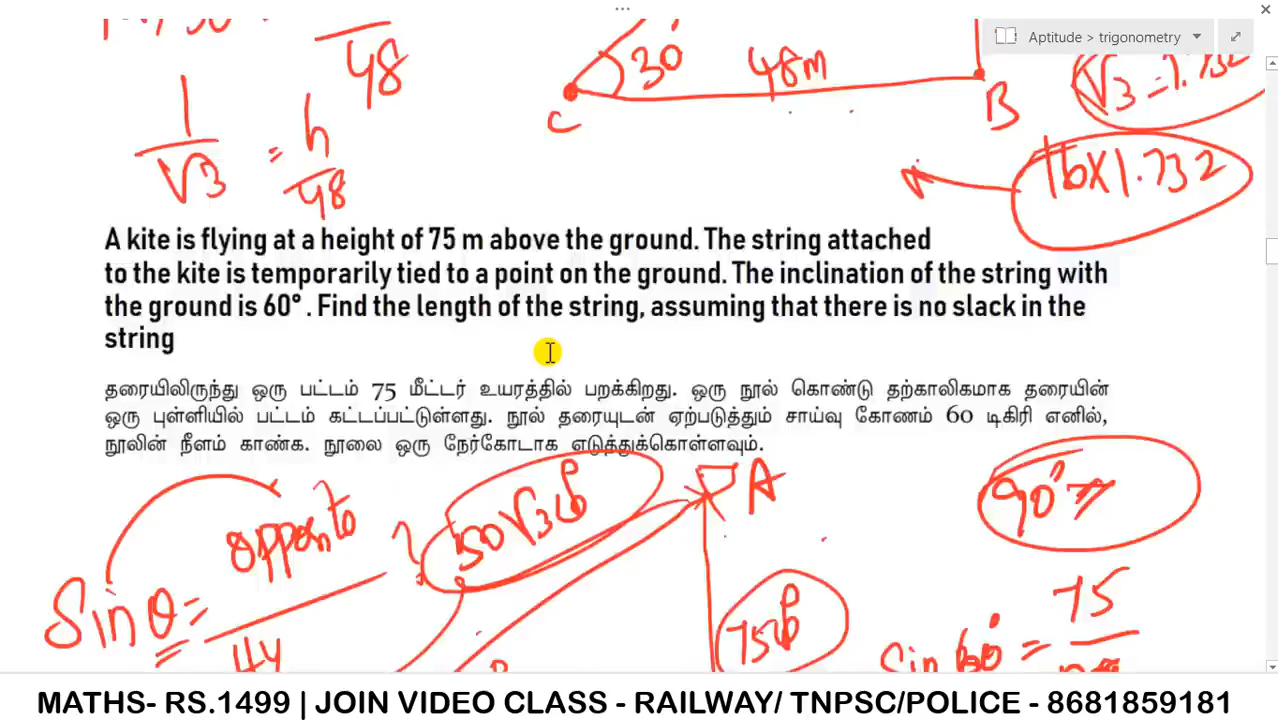 ...
Aptitude > trigonometry
48
30°
48m
C
B
√3 = 1.732
16×1.732
1
√3
=
h
48
A kite is flying at a height of 75 m above the ground. The string attached
to the kite is temporarily tied to a point on the ground. The inclination of the string with
the ground is 60° . Find the length of the string, assuming that there is no slack in the
string
தரையிலிருந்து ஒரு பட்டம் 75 மீட்டர் உயரத்தில் பறக்கிறது. ஒரு நூல் கொண்டு தற்காலிகமாக தரையின்
ஒரு புள்ளியில் பட்டம் கட்டப்பட்டுள்ளது. நூல் தரையுடன் ஏற்படுத்தும் சாய்வு கோணம் 60 டிகிரி எனில்,
நூலின் நீளம் காண்க. நூலை ஒரு நேர்கோடாக எடுத்துக்கொள்ளவும்.
50√3மீ
A
90°
Sin θ =
75மீ
Sin 60° =
75
MATHS- RS.1499 | JOIN VIDEO CLASS - RAILWAY/ TNPSC/POLICE - 8681859181